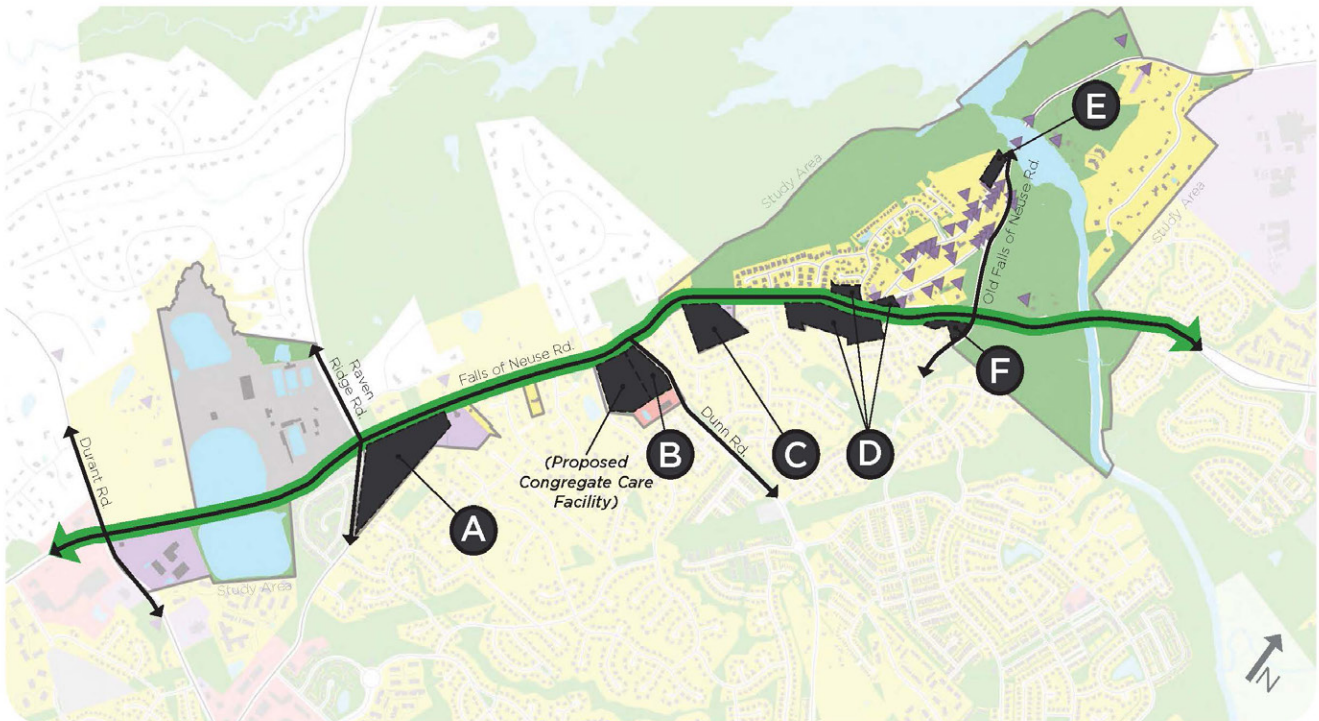 E
Study Area
Old Falls of Neuse Rd.
Study Area
Falls of Neuse Rd.
Raven
Ridge Rd.
F
Dunn Rd.
B
C
D
(Proposed
Congregate Care
Facility)
Durant Rd.
A
Study Area
N